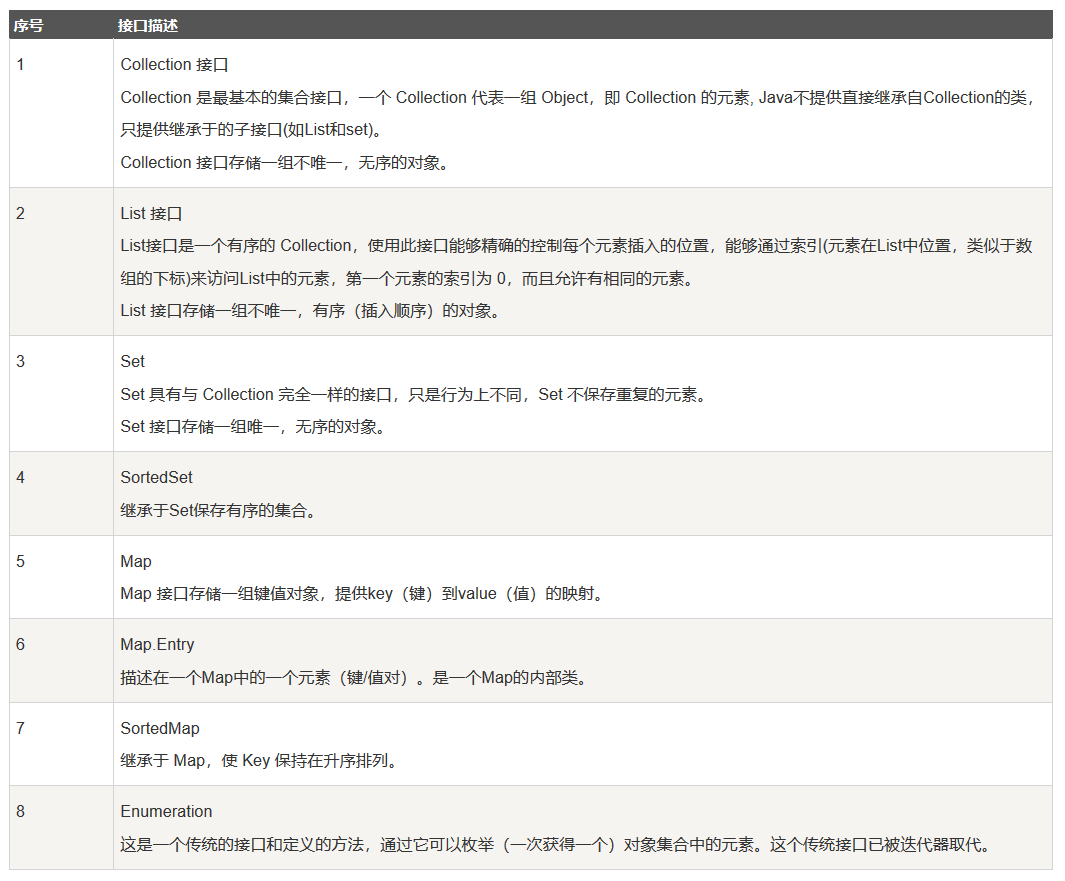 序号 接口描述
1 Collection 接口
Collection 是最基本的集合接口，一个 Collection 代表一组 Object，即 Collection 的元素, Java不提供直接继承自Collection的类，
只提供继承于的子接口(如List和set)。
Collection 接口存储一组不唯一，无序的对象。
2 List 接口
List接口是一个有序的 Collection，使用此接口能够精确的控制每个元素插入的位置，能够通过索引(元素在List中位置，类似于数
组的下标)来访问List中的元素，第一个元素的索引为 0，而且允许有相同的元素。
List 接口存储一组不唯一，有序（插入顺序）的对象。
3 Set
Set 具有与 Collection 完全一样的接口，只是行为上不同，Set 不保存重复的元素。
Set 接口存储一组唯一，无序的对象。
4 SortedSet
继承于Set保存有序的集合。
5 Map
Map 接口存储一组键值对象，提供key（键）到value（值）的映射。
6 Map.Entry
描述在一个Map中的一个元素（键/值对）。是一个Map的内部类。
7 SortedMap
继承于 Map，使 Key 保持在升序排列。
8 Enumeration
这是一个传统的接口和定义的方法，通过它可以枚举（一次获得一个）对象集合中的元素。这个传统接口已被迭代器取代。